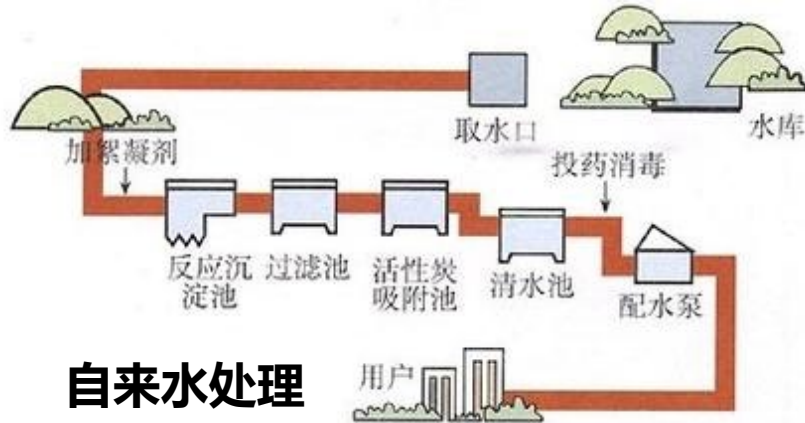 取水口
水库
加絮凝剂
投药消毒
反应沉
淀池
过滤池
活性炭
吸附池
清水池
配水泵
自来水处理
用户